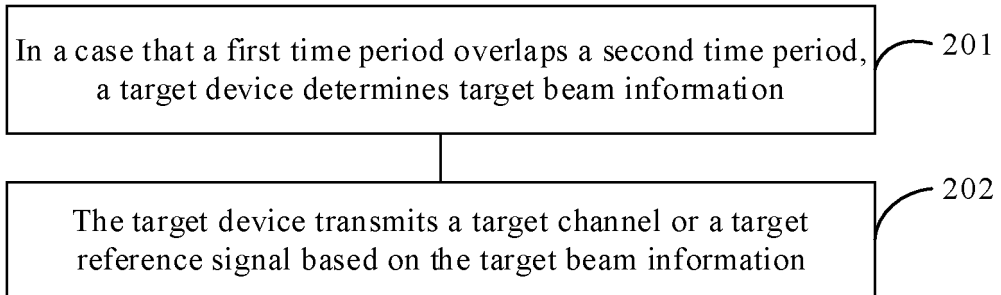 In a case that a first time period overlaps a second time period,
a target device determines target beam information
201
The target device transmits a target channel or a target
reference signal based on the target beam information
202